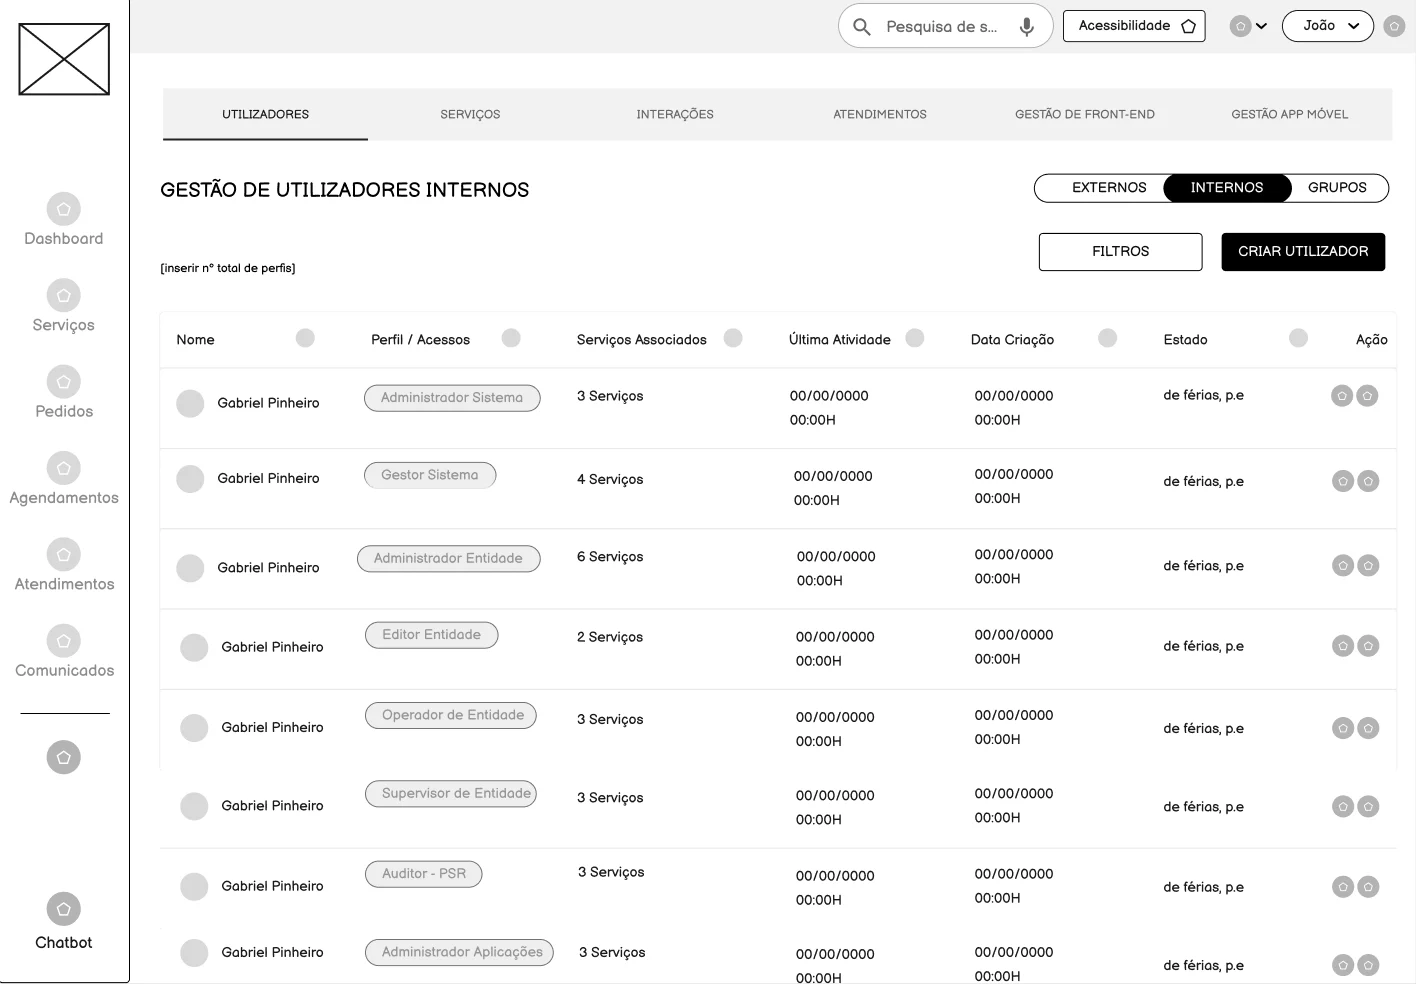 Pesquisa de s...
Acessibilidade
João
UTILIZADORES
SERVIÇOS
INTERAÇÕES
ATENDIMENTOS
GESTÃO DE FRONT-END
GESTÃO APP MÓVEL
GESTÃO DE UTILIZADORES INTERNOS
EXTERNOS
INTERNOS
GRUPOS
FILTROS
CRIAR UTILIZADOR
[inserir nº total de perfis]
Dashboard
Serviços
Pedidos
Agendamentos
Atendimentos
Comunicados
Chatbot
Nome
Perfil / Acessos
Serviços Associados
Última Atividade
Data Criação
Estado
Ação
Gabriel Pinheiro
Administrador Sistema
3 Serviços
00/00/0000
00:00H
00/00/0000
00:00H
de férias, p.e
Gabriel Pinheiro
Gestor Sistema
4 Serviços
00/00/0000
00:00H
00/00/0000
00:00H
de férias, p.e
Gabriel Pinheiro
Administrador Entidade
6 Serviços
00/00/0000
00:00H
00/00/0000
00:00H
de férias, p.e
Gabriel Pinheiro
Editor Entidade
2 Serviços
00/00/0000
00:00H
00/00/0000
00:00H
de férias, p.e
Gabriel Pinheiro
Operador de Entidade
3 Serviços
00/00/0000
00:00H
00/00/0000
00:00H
de férias, p.e
Gabriel Pinheiro
Supervisor de Entidade
3 Serviços
00/00/0000
00:00H
00/00/0000
00:00H
de férias, p.e
Gabriel Pinheiro
Auditor - PSR
3 Serviços
00/00/0000
00:00H
00/00/0000
00:00H
de férias, p.e
Gabriel Pinheiro
Administrador Aplicações
3 Serviços
00/00/0000
00:00H
00/00/0000
00:00H
de férias, p.e